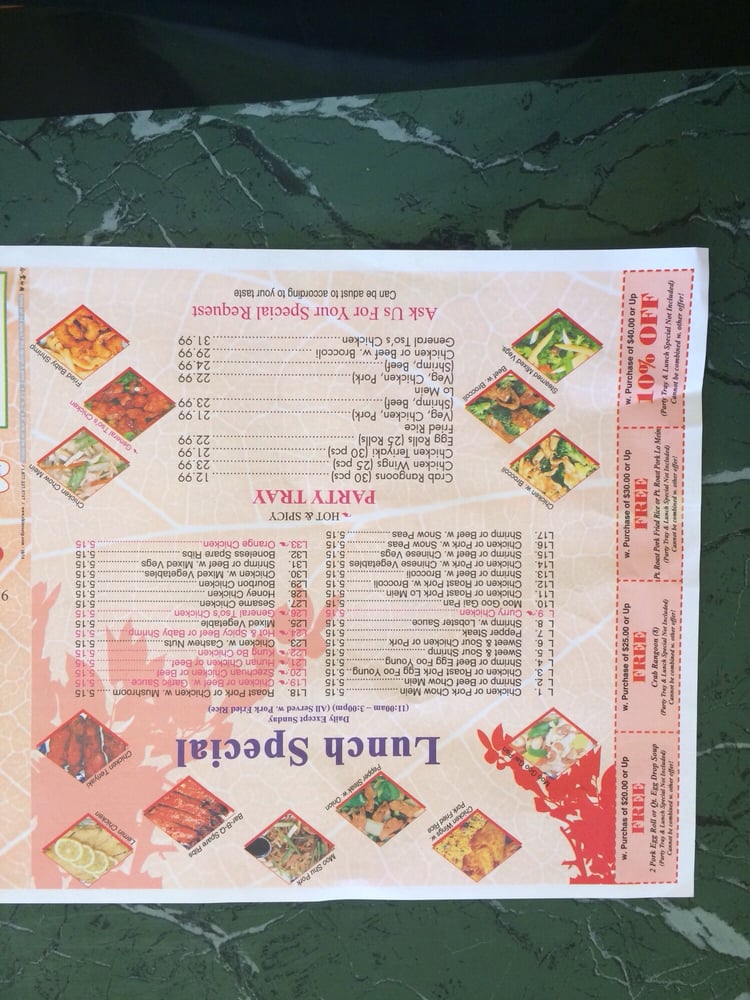 Lunch Special
Daily Except Sunday
(11:00am – 3:00pm) (All Served w. Pork Fried Rice)
L 1. Chicken or Pork Chow Mein 5.15
L 2. Shrimp or Beef Chow Mein 5.15
L 3. Chicken or Roast Pork Egg Foo Young 5.15
L 4. Shrimp or Beef Egg Foo Young 5.15
L 5. Sweet & Sour Shrimp 5.15
L 6. Sweet & Sour Chicken or Pork 5.15
L 7. Pepper Steak 5.15
L 8. Shrimp w. Lobster Sauce 5.15
L 9. Curry Chicken 5.15
L10. Moo Goo Gai Pan 5.15
L11. Chicken or Roast Pork Lo Mein 5.15
L12. Chicken or Roast Pork w. Broccoli 5.15
L13. Shrimp or Beef w. Broccoli 5.15
L14. Chicken or Pork w. Chinese Vegetables 5.15
L15. Shrimp or Beef w. Chinese Vegs 5.15
L16. Chicken or Pork w. Snow Peas 5.15
L17. Shrimp or Beef w. Snow Peas 5.15
L18. Roast Pork or Chicken w. Mushroom 5.15
L19. Chicken or Beef w. Garlic Sauce 5.15
L20. Szechuan Chicken or Beef 5.15
L21. Hunan Chicken or Beef 5.15
L22. Kung Bo Chicken 5.15
L23. Chicken w. Cashew Nuts 5.15
L24. Hot & Spicy Beef or Baby Shrimp 5.15
L25. Mixed Vegetable 5.15
L26. General Tso's Chicken 5.15
L27. Sesame Chicken 5.15
L28. Honey Chicken 5.15
L29. Bourbon Chicken 5.15
L30. Chicken w. Mixed Vegetables 5.15
L31. Shrimp or Beef w. Mixed Vegs 5.15
L32. Boneless Spare Ribs 5.15
L33. Orange Chicken 5.15
HOT & SPICY
PARTY TRAY
Crab Rangoons (30 pcs) 12.99
Chicken Wings (25 pcs) 23.99
Chicken Teriyaki (30 pcs) 21.99
Egg Rolls (25 Rolls) 22.99
Fried Rice
(Veg, Chicken, Pork) 21.99
(Shrimp, Beef) 23.99
Lo Mein
(Veg, Chicken, Pork) 22.99
(Shrimp, Beef) 24.99
Chicken or Beef w. Broccoli 29.99
General Tso's Chicken 31.99
Ask Us For Your Special Request
Can be adust to according to your taste
Chicken Wings w.
Pork Fried Rice
Pepper Steak w. Onion
Moo Shu Pork
Bar-B-Q Spare Ribs
Lemon Chicken
Chicken Teriyaki
Chicken w. Broccoli
Beef w. Broccoli
Steamed Mixed Vegs
Chicken Chow Mein
General Tso's Chicken
Fried Baby Shrimp
w. Purchas of $20.00 or Up
FREE
2 Pork Egg Roll or Qt. Egg Drop Soup
(Party Tray & Lunch Special Not Included)
Cannot be combined w. other offer!
w. Purchase of $25.00 or Up
FREE
Crab Rangoon (8)
(Party Tray & Lunch Special Not Included)
Cannot be combined w. other offer!
w. Purchase of $30.00 or Up
FREE
Pt. Roast Pork Fried Rice or Pt. Roast Pork Lo Mein
(Party Tray & Lunch Special Not Included)
Cannot be combined w. other offer!
w. Purchase of $40.00 or Up
10% OFF
(Party Tray & Lunch Special Not Included)
Cannot be combined w. other offer!